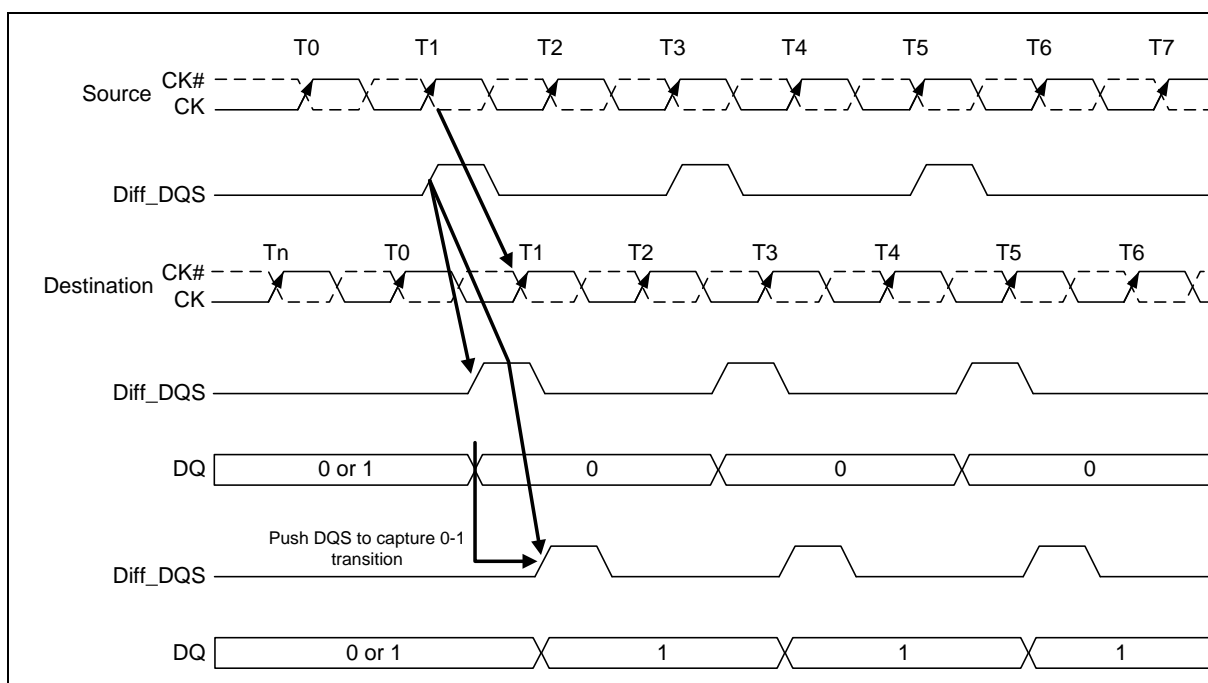 T0 T1 T2 T3 T4 T5 T6 T7
Source CK#
CK
Diff_DQS
Tn T0 T1 T2 T3 T4 T5 T6
Destination CK#
CK
Diff_DQS
DQ 0 or 1 0 0 0
Push DQS to capture 0-1
transition
Diff_DQS
DQ 0 or 1 1 1 1